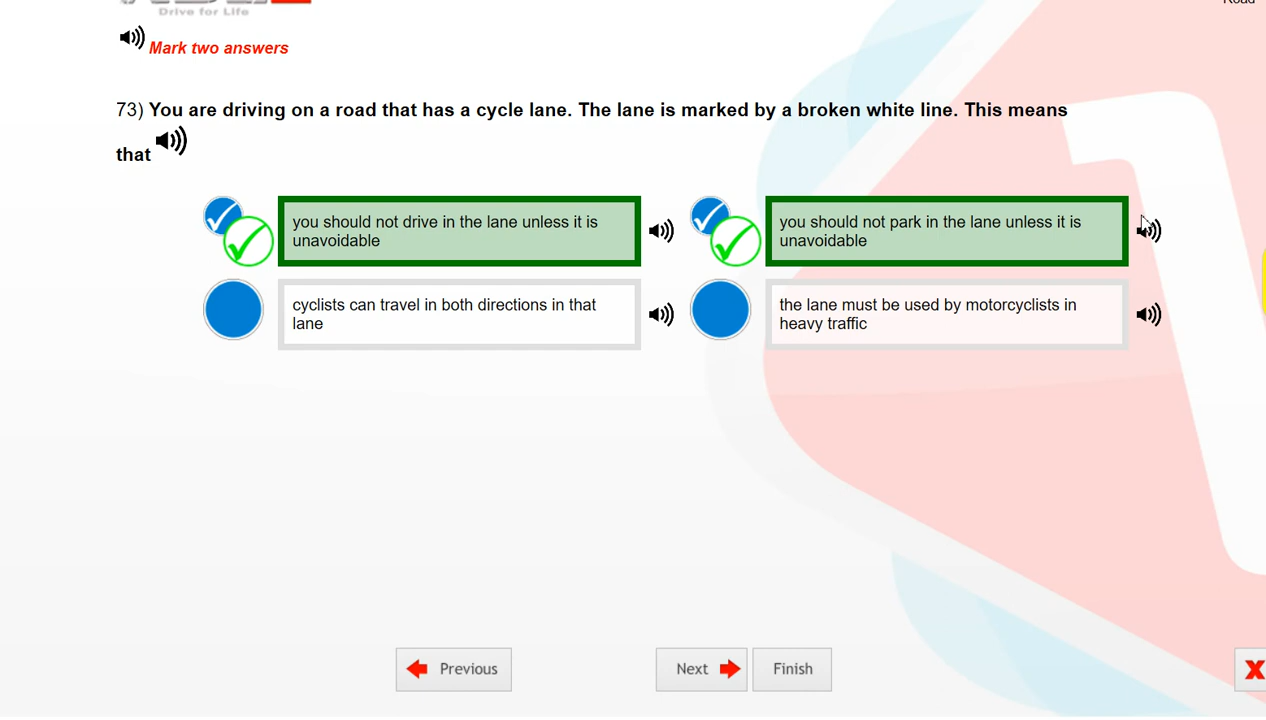 Drive for Life
Mark two answers
73) You are driving on a road that has a cycle lane. The lane is marked by a broken white line. This means
that
you should not drive in the lane unless it is
unavoidable
you should not park in the lane unless it is
unavoidable
cyclists can travel in both directions in that
lane
the lane must be used by motorcyclists in
heavy traffic
Previous
Next
Finish
X